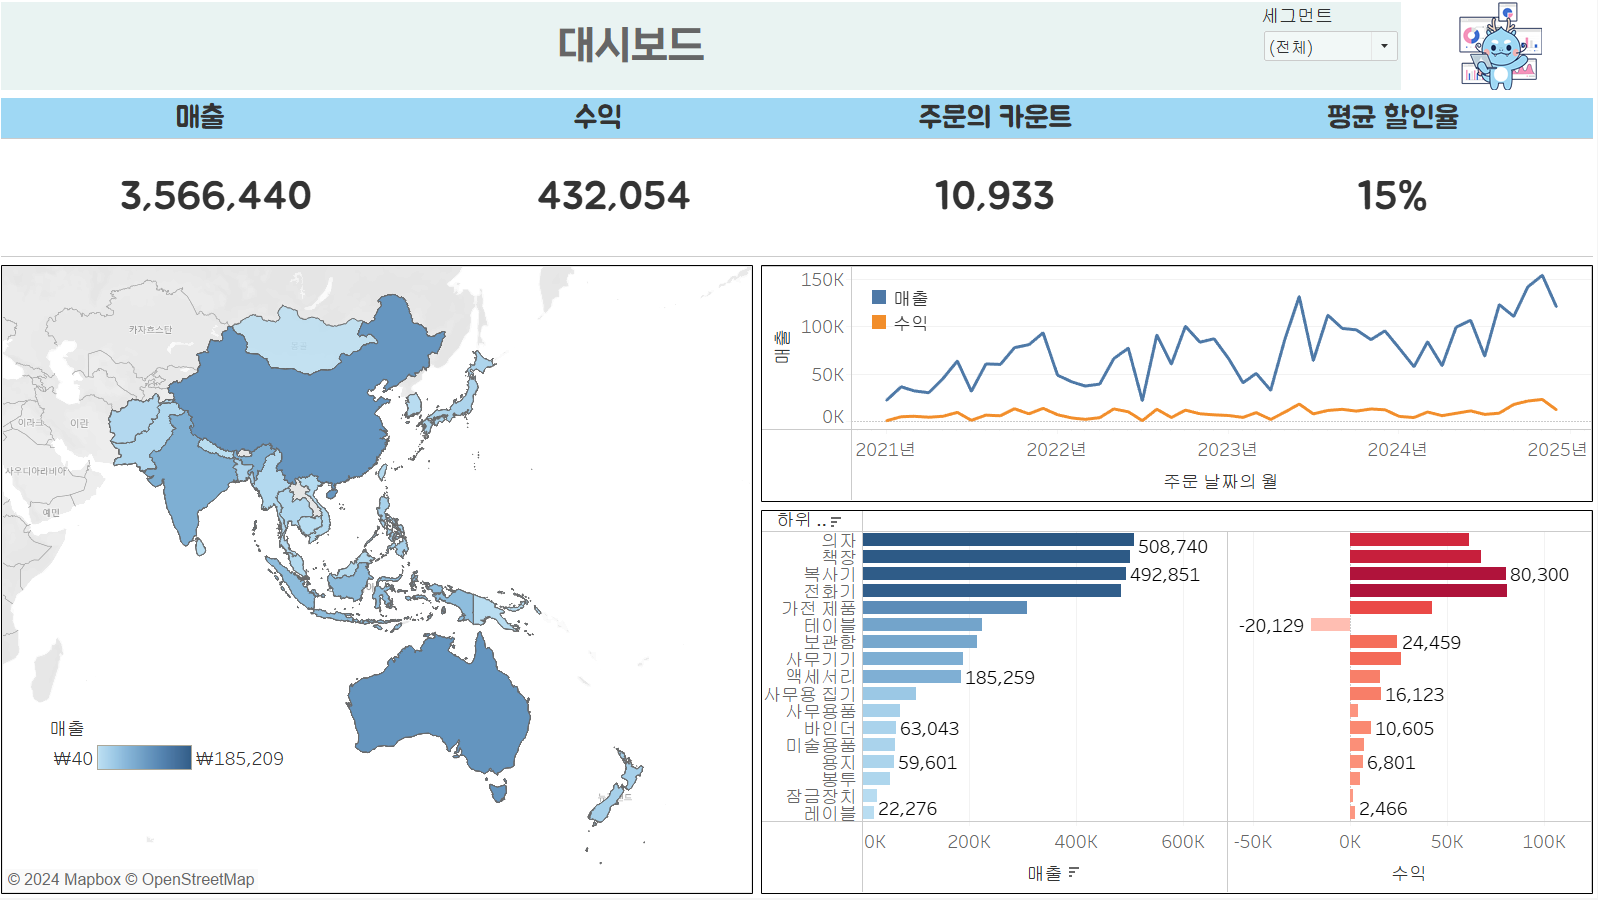 대시보드
세그먼트
(전체)
매출
수익
주문의 카운트
평균 할인율
3,566,440
432,054
10,933
15%
카자흐스탄
몽골
이라크
이란
사우디아라비아
예멘
매출
₩40
₩185,209
© 2024 Mapbox © OpenStreetMap
매출
150K
100K
50K
0K
매출
수익
2021년
2022년
2023년
2024년
2025년
주문 날짜의 월
하위 ..
의자
508,740
책장
복사기
492,851
80,300
전화기
가전 제품
테이블
-20,129
보관함
24,459
사무기기
액세서리
185,259
사무용 집기
16,123
사무용품
바인더
63,043
10,605
미술용품
용지
59,601
6,801
봉투
잠금장치
레이블
22,276
2,466
0K
200K
400K
600K
-50K
0K
50K
100K
매출
수익